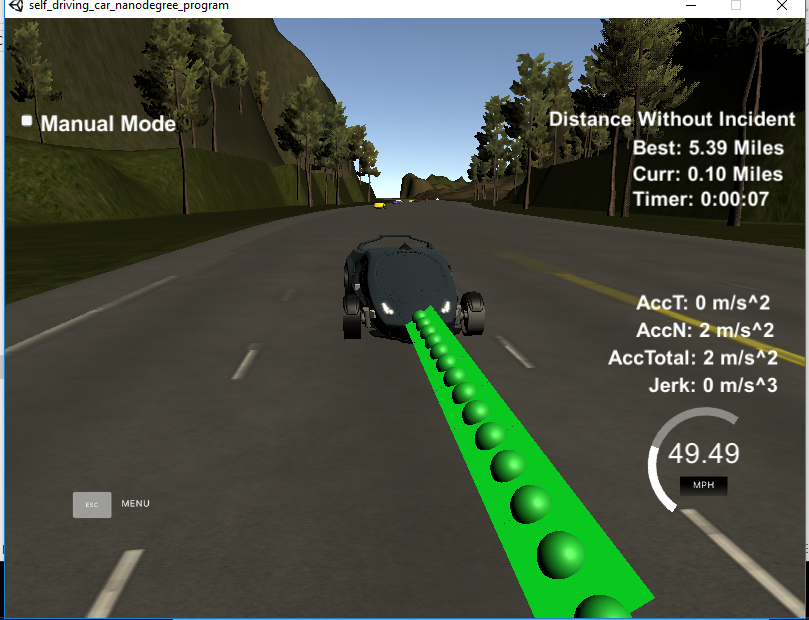 self_driving_car_nanodegree_program
Manual Mode
Distance Without Incident
Best: 5.39 Miles
Curr: 0.10 Miles
Timer: 0:00:07
AccT: 0 m/s^2
AccN: 2 m/s^2
AccTotal: 2 m/s^2
Jerk: 0 m/s^3
49.49
MPH
ESC MENU